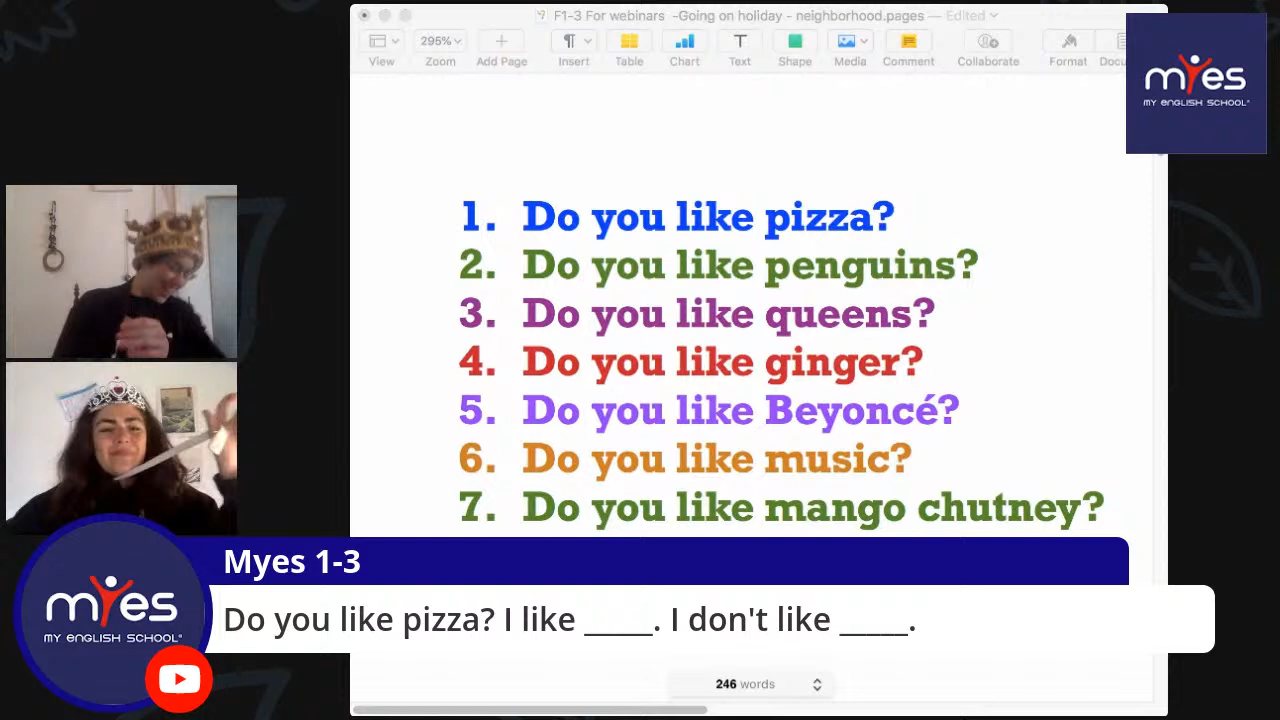 F1-3 For webinars -Going on holiday - neighborhood.pages — Edited
295%
View
Zoom
Add Page
Insert
Table
Chart
Text
Shape
Media
Comment
Collaborate
Format
Docu
myes
MY ENGLISH SCHOOL
1. Do you like pizza?
2. Do you like penguins?
3. Do you like queens?
4. Do you like ginger?
5. Do you like Beyoncé?
6. Do you like music?
7. Do you like mango chutney?
Myes 1-3
Do you like pizza? I like _____. I don't like _____.
myes
MY ENGLISH SCHOOL
246 words